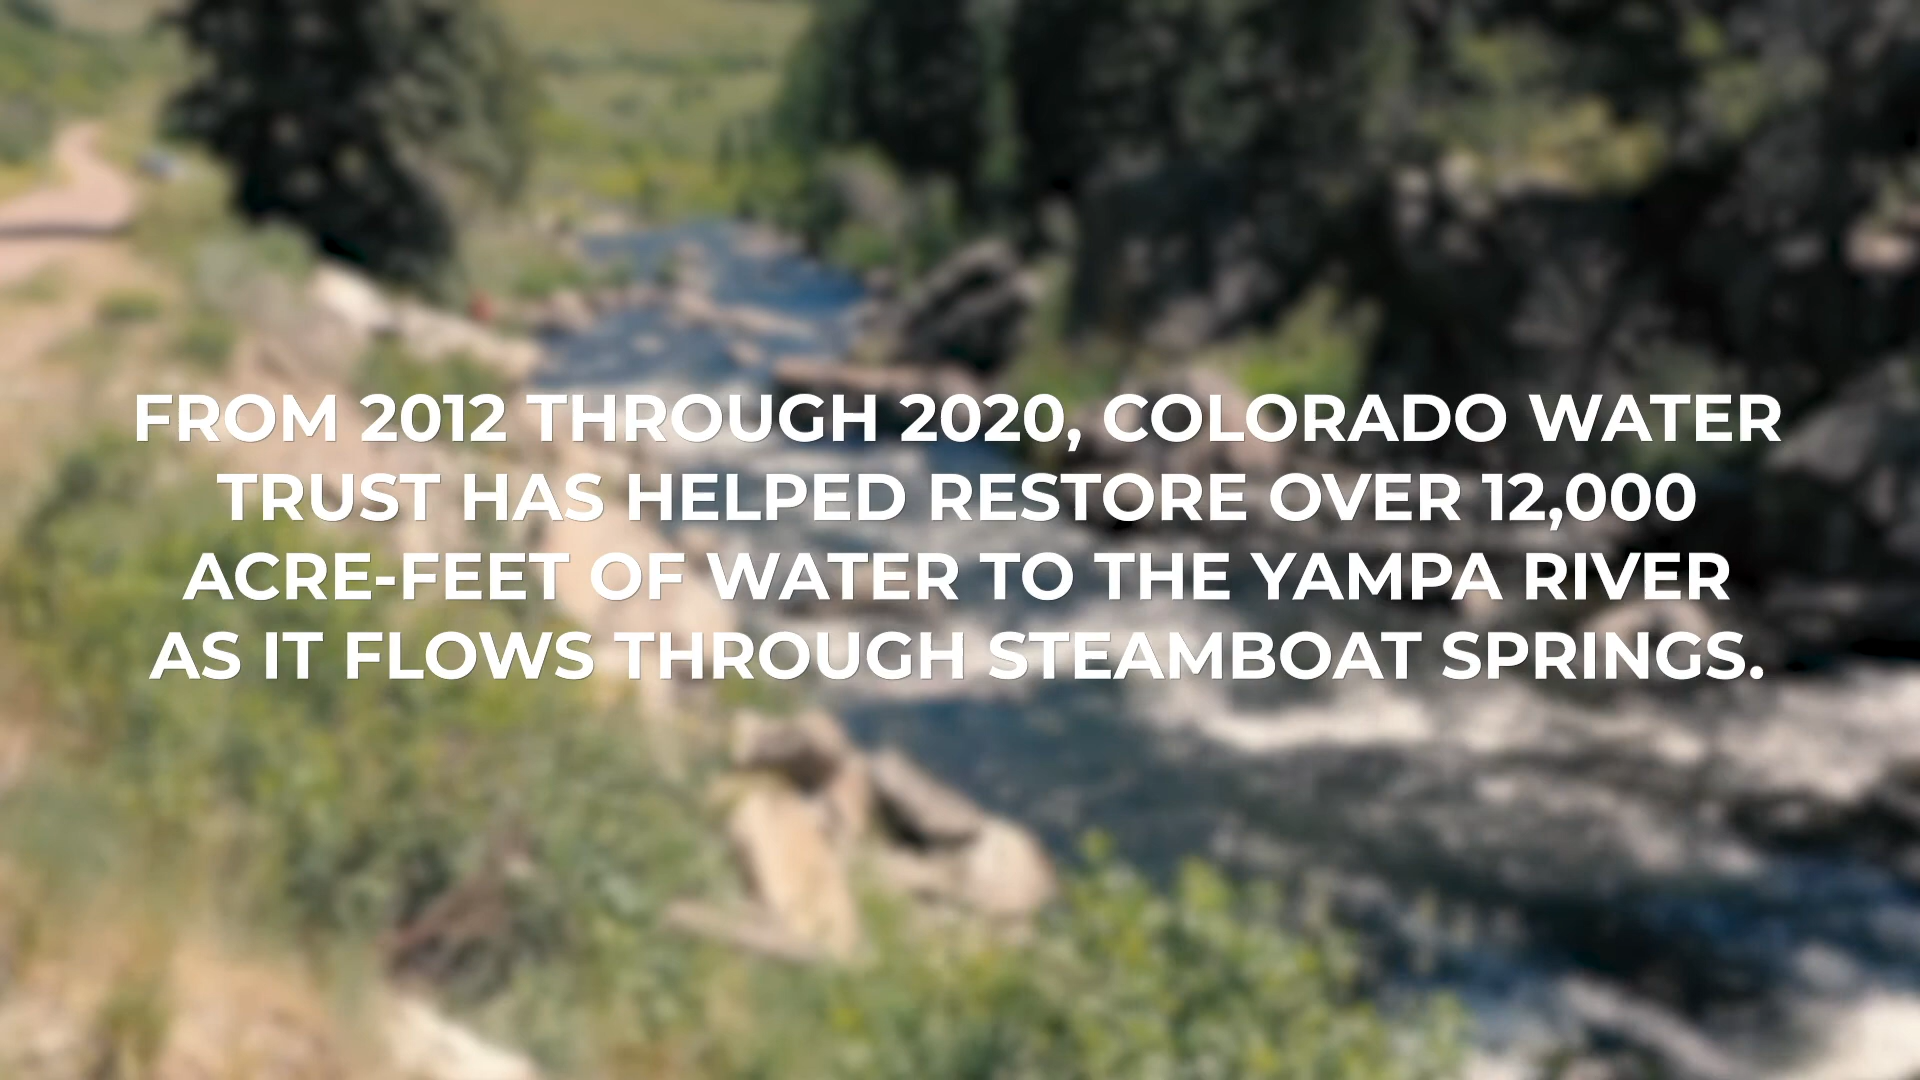 FROM 2012 THROUGH 2020, COLORADO WATER
TRUST HAS HELPED RESTORE OVER 12,000
ACRE-FEET OF WATER TO THE YAMPA RIVER
AS IT FLOWS THROUGH STEAMBOAT SPRINGS.